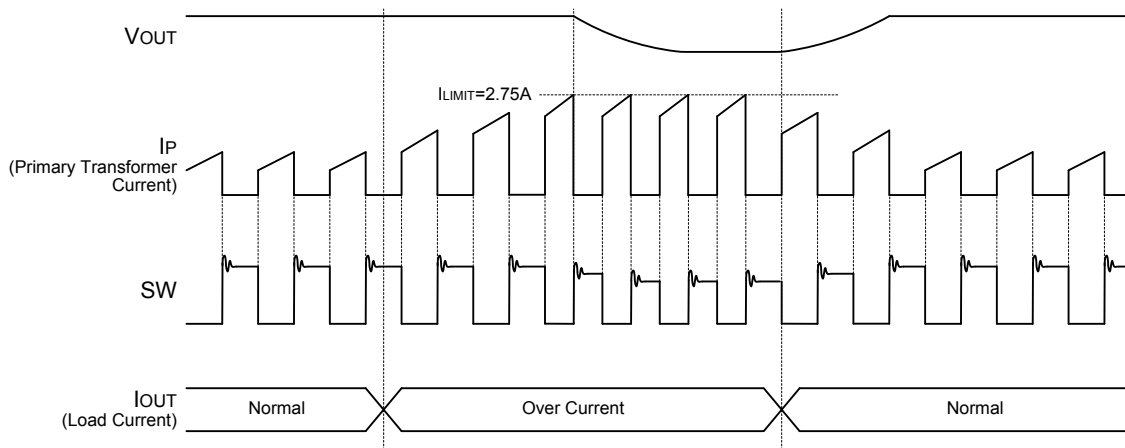 VOUT
ILIMIT=2.75A
IP
(Primary Transformer
Current)
SW
IOUT
(Load Current)
Normal
Over Current
Normal